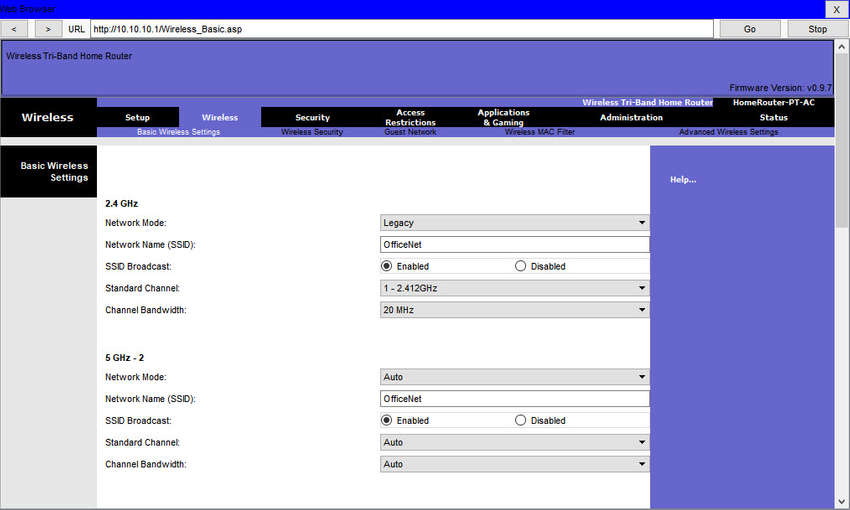 Web Browser X
< > URL http://10.10.10.1/Wireless_Basic.asp Go Stop
Wireless Tri-Band Home Router
Firmware Version: v0.9.7
Wireless Tri-Band Home Router HomeRouter-PT-AC
Wireless Setup Wireless Security Access Restrictions Applications & Gaming Administration Status
Basic Wireless Settings Wireless Security Guest Network Wireless MAC Filter Advanced Wireless Settings
Basic Wireless
Settings
Help...
2.4 GHz
Network Mode: Legacy
Network Name (SSID): OfficeNet
SSID Broadcast: Enabled Disabled
Standard Channel: 1 - 2.412GHz
Channel Bandwidth: 20 MHz
5 GHz - 2
Network Mode: Auto
Network Name (SSID): OfficeNet
SSID Broadcast: Enabled Disabled
Standard Channel: Auto
Channel Bandwidth: Auto